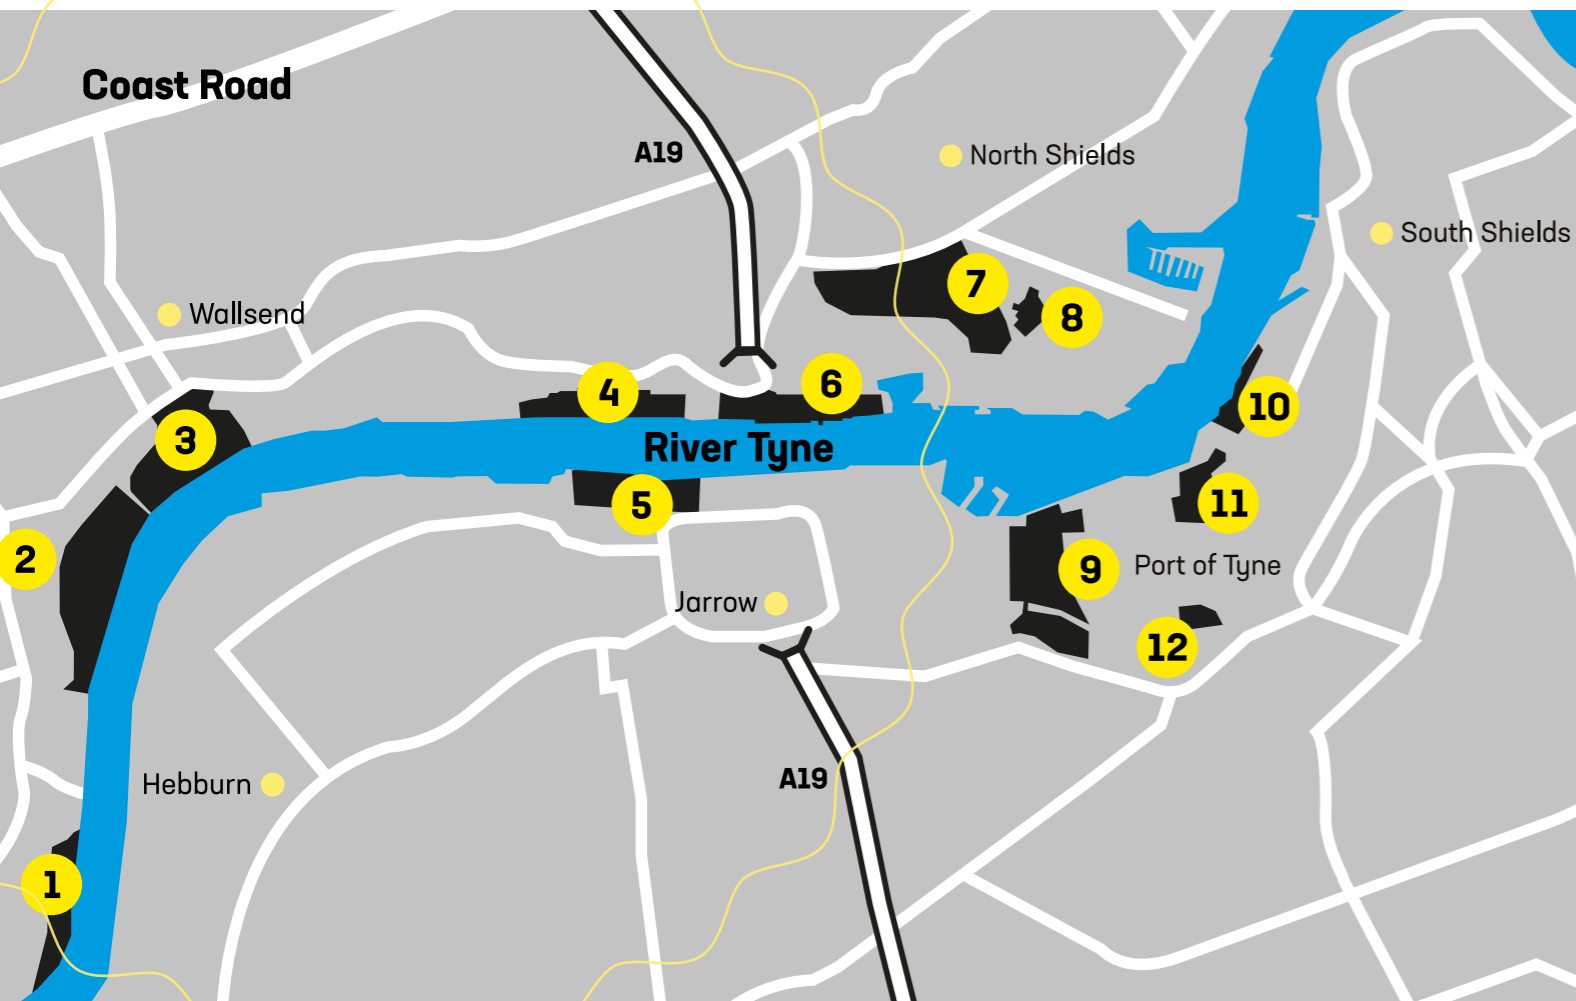 Coast Road
A19
North Shields
South Shields
7
Wallsend
8
6
4
10
3
River Tyne
5
11
2
9
Port of Tyne
Jarrow
12
A19
Hebburn
1